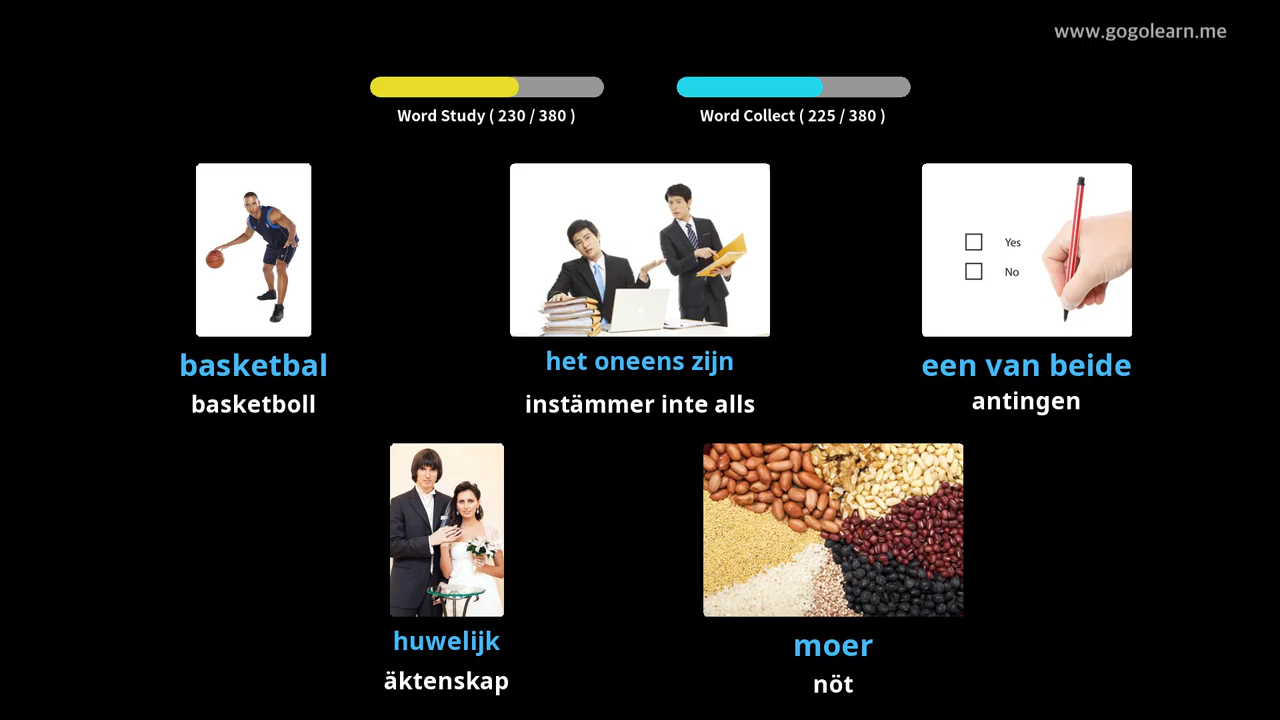 www.gogolearn.me
Word Study ( 230 / 380 )
Word Collect ( 225 / 380 )
Yes
No
basketbal
basketboll
het oneens zijn
instämmer inte alls
een van beide
antingen
huwelijk
äktenskap
moer
nöt